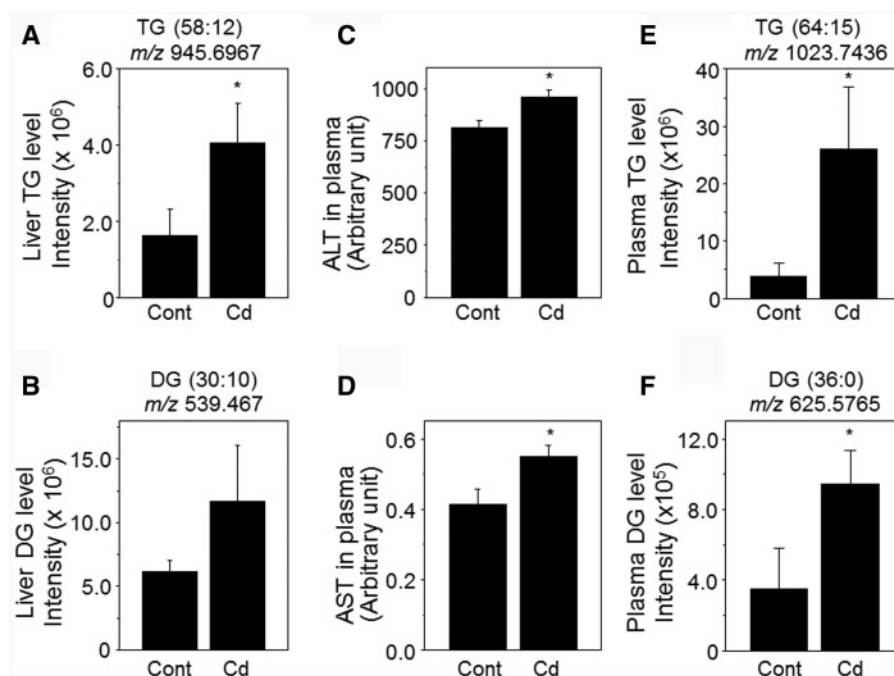 A
TG (58:12)
m/z 945.6967
*
6.0
4.0
2.0
0
Liver TG level
Intensity (x 10⁶)
Cont
Cd
C
*
1000
750
500
250
0
ALT in plasma
(Arbitrary unit)
Cont
Cd
E
TG (64:15)
m/z 1023.7436
*
40
30
20
10
0
Plasma TG level
Intensity (x10⁶)
Cont
Cd
B
DG (30:10)
m/z 539.467
15.0
10.0
5.0
0
Liver DG level
Intensity (x 10⁶)
Cont
Cd
D
*
0.6
0.4
0.2
0.0
AST in plasma
(Arbitrary unit)
Cont
Cd
F
DG (36:0)
m/z 625.5765
*
12.0
8.0
4.0
0
Plasma DG level
Intensity (x10⁵)
Cont
Cd